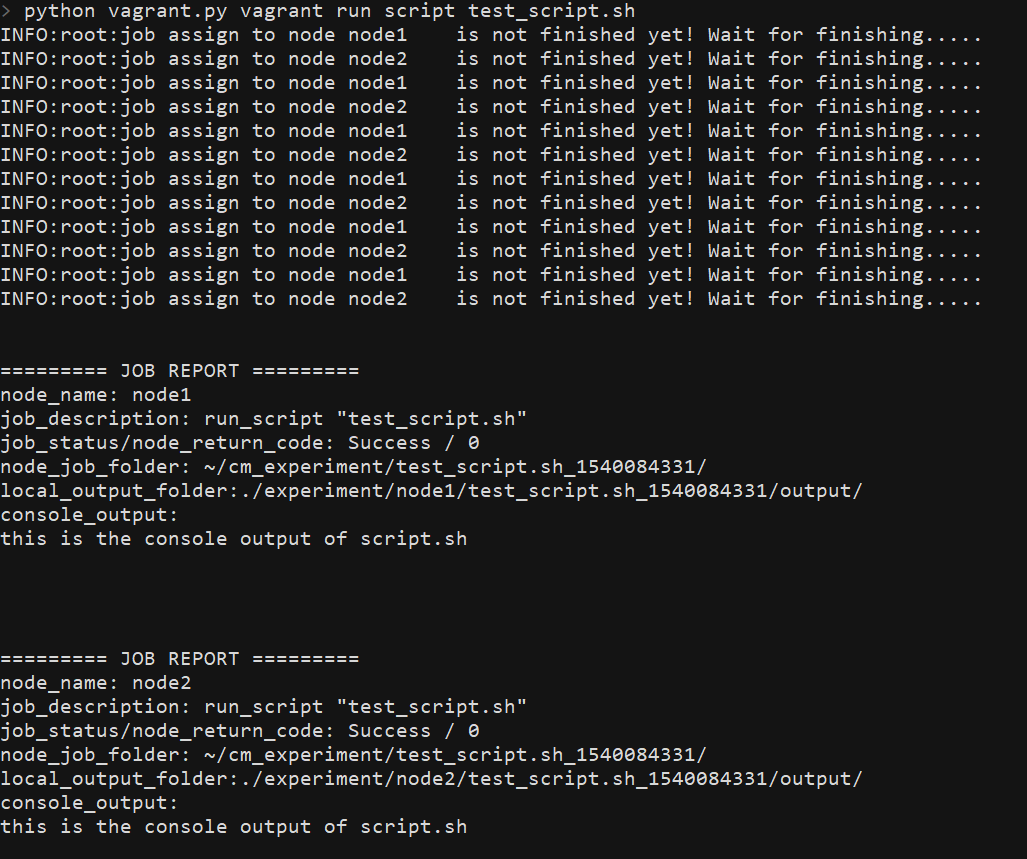 > python vagrant.py vagrant run script test_script.sh
INFO:root:job assign to node node1    is not finished yet! Wait for finishing.....
INFO:root:job assign to node node2    is not finished yet! Wait for finishing.....
INFO:root:job assign to node node1    is not finished yet! Wait for finishing.....
INFO:root:job assign to node node2    is not finished yet! Wait for finishing.....
INFO:root:job assign to node node1    is not finished yet! Wait for finishing.....
INFO:root:job assign to node node2    is not finished yet! Wait for finishing.....
INFO:root:job assign to node node1    is not finished yet! Wait for finishing.....
INFO:root:job assign to node node2    is not finished yet! Wait for finishing.....
INFO:root:job assign to node node1    is not finished yet! Wait for finishing.....
INFO:root:job assign to node node2    is not finished yet! Wait for finishing.....
INFO:root:job assign to node node1    is not finished yet! Wait for finishing.....
INFO:root:job assign to node node2    is not finished yet! Wait for finishing.....
========= JOB REPORT =========
node_name: node1
job_description: run_script "test_script.sh"
job_status/node_return_code: Success / 0
node_job_folder: ~/cm_experiment/test_script.sh_1540084331/
local_output_folder:./experiment/node1/test_script.sh_1540084331/output/
console_output:
this is the console output of script.sh
========= JOB REPORT =========
node_name: node2
job_description: run_script "test_script.sh"
job_status/node_return_code: Success / 0
node_job_folder: ~/cm_experiment/test_script.sh_1540084331/
local_output_folder:./experiment/node2/test_script.sh_1540084331/output/
console_output:
this is the console output of script.sh